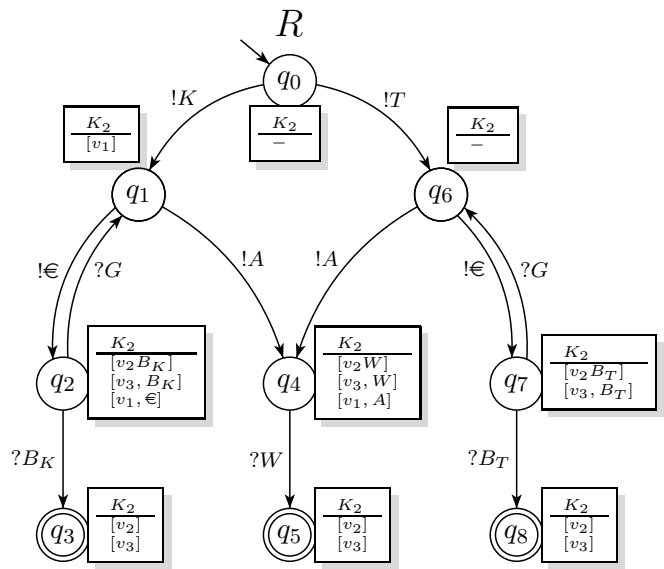 R
q0
!K
!T
K2
[v1]
K2
−
K2
−
q1
q6
!€
?G
!A
!A
!€
?G
K2
[v2BK]
[v3, BK]
[v1, €]
K2
[v2W]
[v3, W]
[v1, A]
K2
[v2BT]
[v3, BT]
q2
q4
q7
?BK
?W
?BT
K2
[v2]
[v3]
K2
[v2]
[v3]
K2
[v2]
[v3]
q3
q5
q8